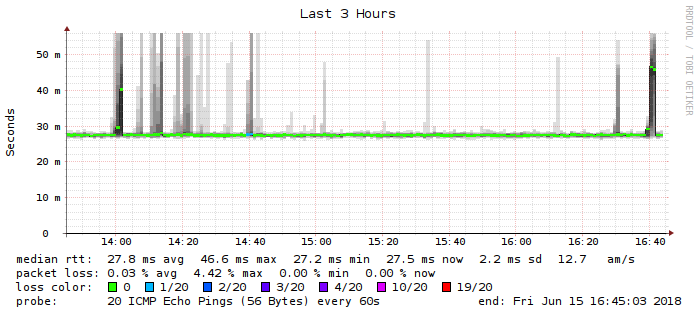 Last 3 Hours
RRDTOOL / TOBI OETIKER
Seconds
50 m
40 m
30 m
20 m
10 m
0
14:00 14:20 14:40 15:00 15:20 15:40 16:00 16:20 16:40
median rtt: 27.8 ms avg 46.6 ms max 27.2 ms min 27.5 ms now 2.2 ms sd 12.7 am/s
packet loss: 0.03 % avg 4.42 % max 0.00 % min 0.00 % now
loss color: 0 1/20 2/20 3/20 4/20 10/20 19/20
probe: 20 ICMP Echo Pings (56 Bytes) every 60s end: Fri Jun 15 16:45:03 2018